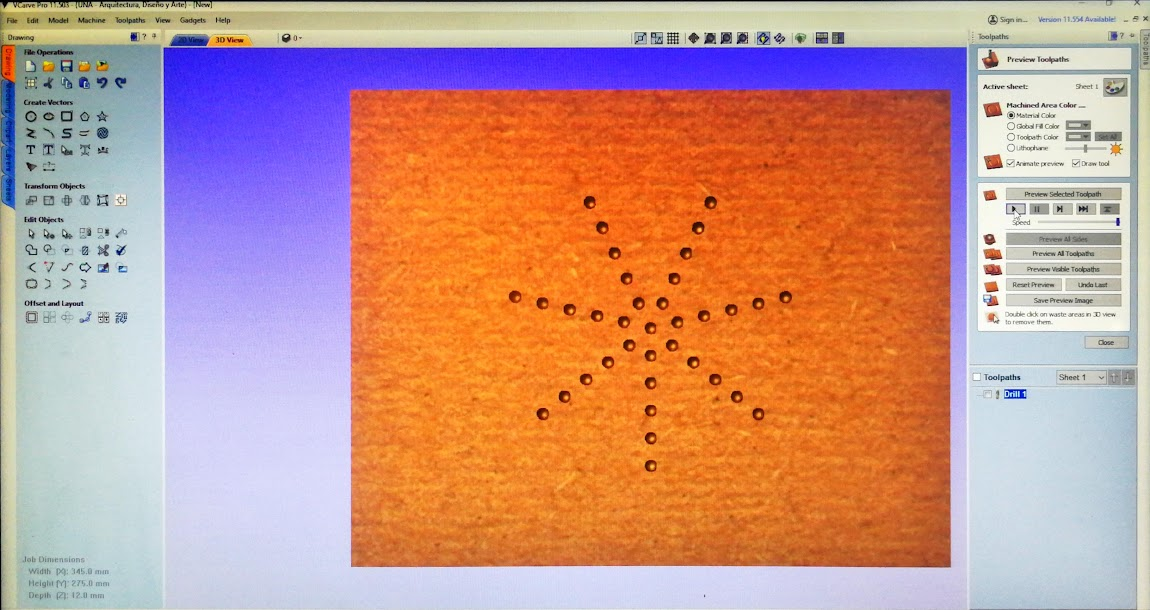 VCarve Pro 11.503 - {UNA - Arquitectura, Diseño y Arte} - [New]
File Edit Model Machine Toolpaths View Gadgets Help
Sign in... Version 11.554 Available!
Drawing
2D View 3D View 0
Toolpaths
File Operations
Create Vectors
Transform Objects
Edit Objects
Offset and Layout
Job Dimensions
Width (X): 345.0 mm
Height (Y): 275.0 mm
Depth (Z): 12.0 mm
Preview Toolpaths
Active sheet: Sheet 1
Machined Area Color ....
Material Color
Global Fill Color
Toolpath Color Set All
Lithophane
Animate preview Draw tool
Preview Selected Toolpath
Speed
Preview All Sides
Preview All Toolpaths
Preview Visible Toolpaths
Reset Preview Undo Last
Save Preview Image
Double click on waste areas in 3D view
to remove them.
Close
Toolpaths Sheet 1
Drill 1
Drawing
Toolpaths